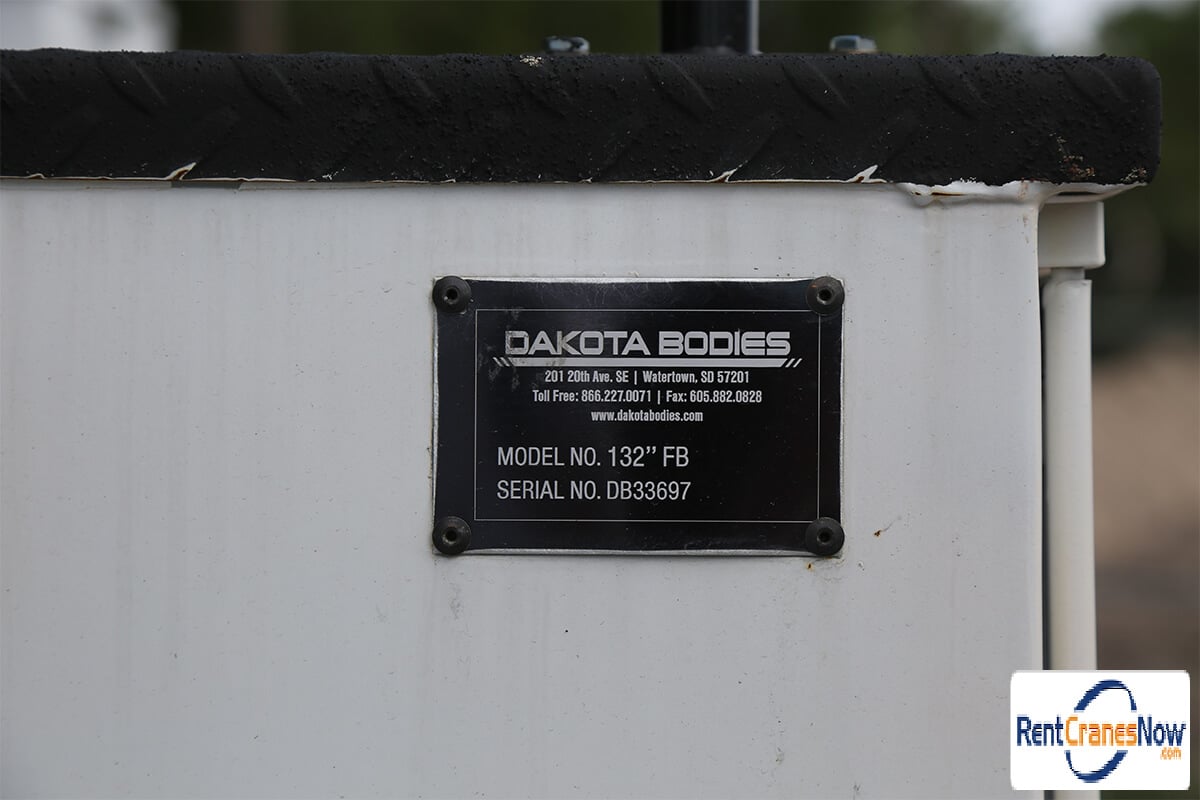 DAKOTA BODIES
201 20th Ave. SE | Watertown, SD 57201
Toll Free: 866.227.0071 | Fax: 605.882.0828
www.dakotabodies.com
MODEL NO. 132” FB
SERIAL NO. DB33697
RentCranesNow
.com